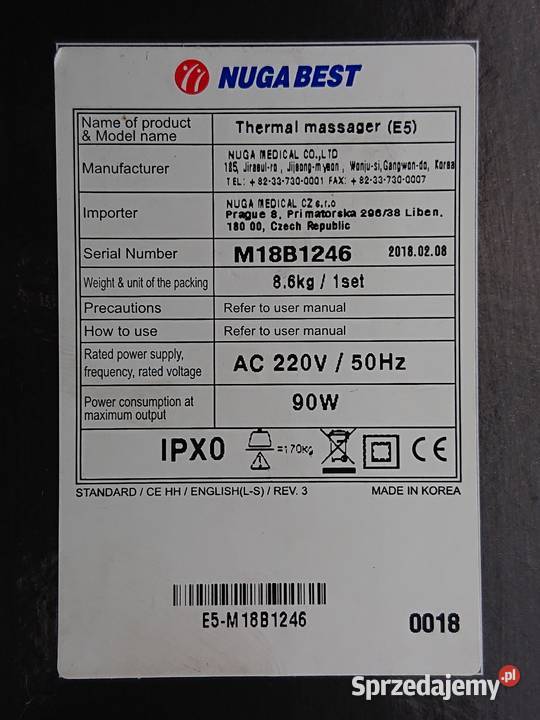 NUGA BEST
Name of product & Model name
Thermal massager (E5)
Manufacturer
NUGA MEDICAL CO.,LTD
185, Jirasul-ro , Jijeong-myeon , Wonju-si,Gangwon-do, Korea
TEL: +82-33-730-0001 FAX: +82-33-730-0007
Importer
NUGA MEDICAL CZ s.r.o
Prague 8, Primatorska 296/38 Liben,
180 00, Czech Republic
Serial Number
M18B1246 2018.02.08
Weight & unit of the packing
8.6kg / 1set
Precautions
Refer to user manual
How to use
Refer to user manual
Rated power supply,
frequency, rated voltage
AC 220V / 50Hz
Power consumption at
maximum output
90W
IPX0 =170Kg CE
STANDARD / CE HH / ENGLISH(L-S) / REV. 3 MADE IN KOREA
E5-M18B1246
0018
Sprzedajemy.pl